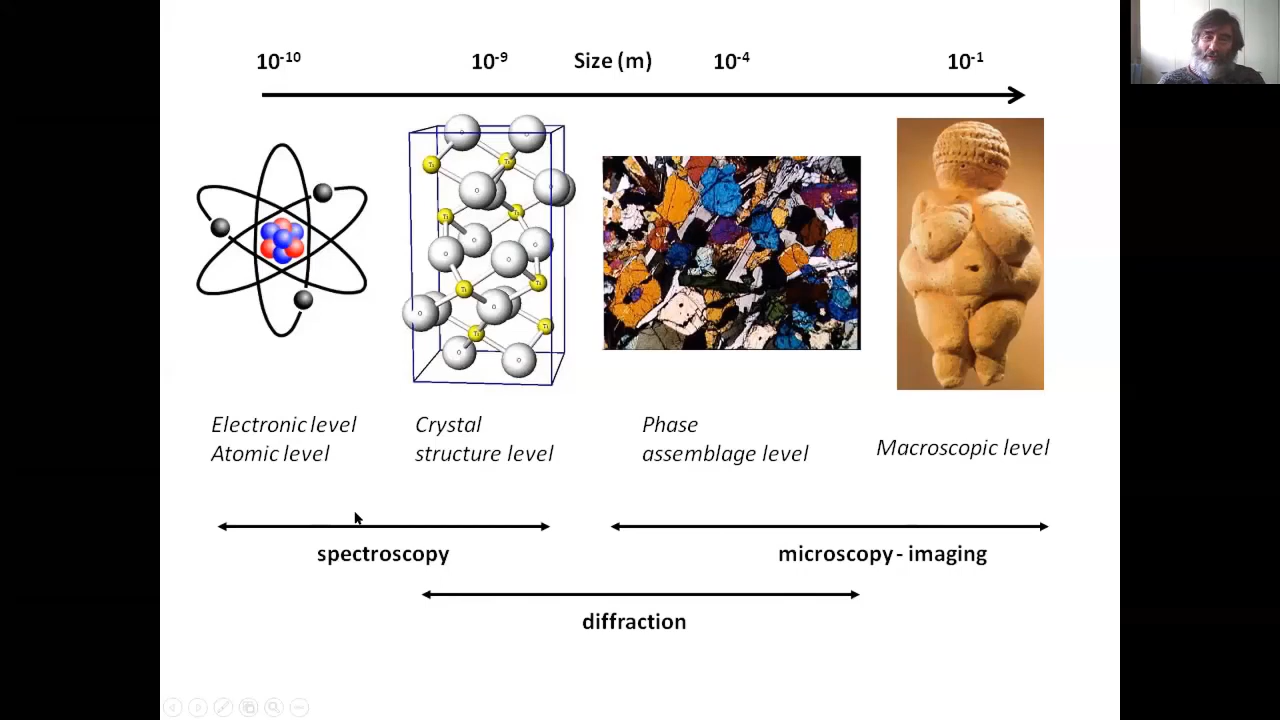 10-10 10-9 Size (m) 10-4 10-1
Electronic level
Atomic level
Crystal
structure level
Phase
assemblage level
Macroscopic level
spectroscopy
microscopy - imaging
diffraction